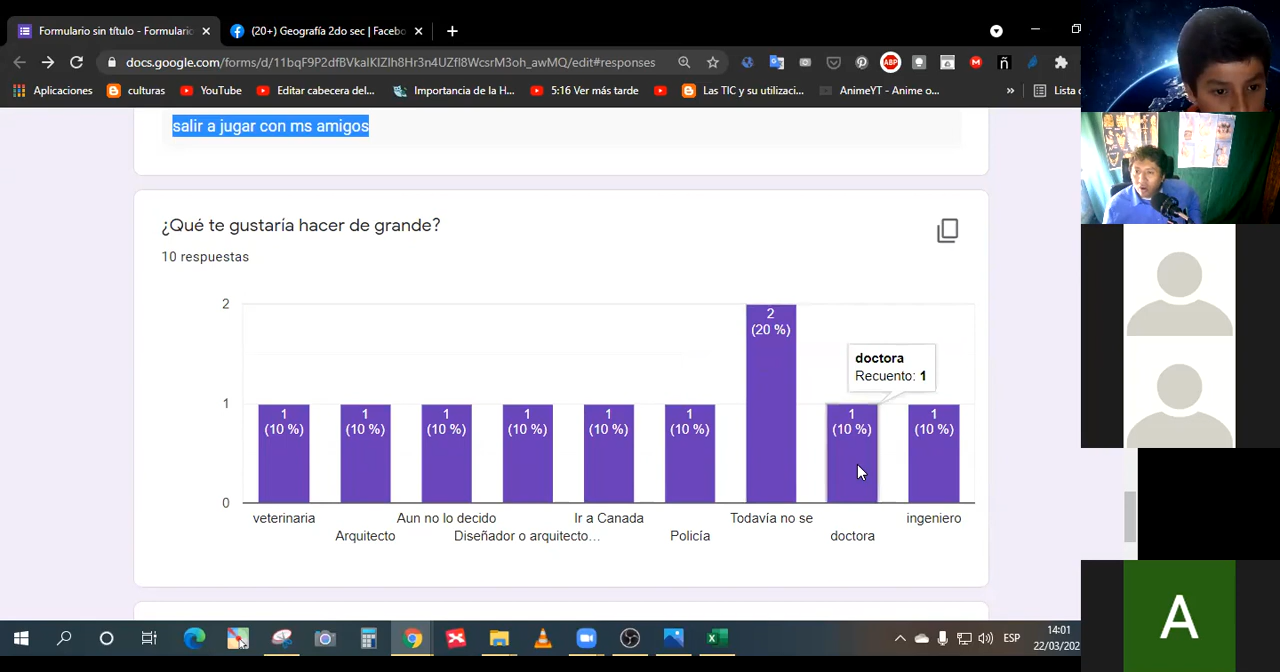 Formulario sin título - Formulario
(20+) Geografía 2do sec | Facebo
docs.google.com/forms/d/11bqF9P2dfBVkaIKIZIh8Hr3n4UZfI8WcsrM3oh_awMQ/edit#responses
ABP
ñ
Aplicaciones
culturas
YouTube
Editar cabecera del...
Importancia de la H...
5:16 Ver más tarde
Las TIC y su utilizaci...
AnimeYT - Anime o...
»
Lista de
salir a jugar con ms amigos
¿Qué te gustaría hacer de grande?
10 respuestas
2
1
0
1
(10 %)
1
(10 %)
1
(10 %)
1
(10 %)
1
(10 %)
1
(10 %)
2
(20 %)
1
(10 %)
1
(10 %)
doctora
Recuento: 1
veterinaria
Arquitecto
Aun no lo decido
Diseñador o arquitecto...
Ir a Canada
Policía
Todavía no se
doctora
ingeniero
A
ESP
14:01
22/03/202